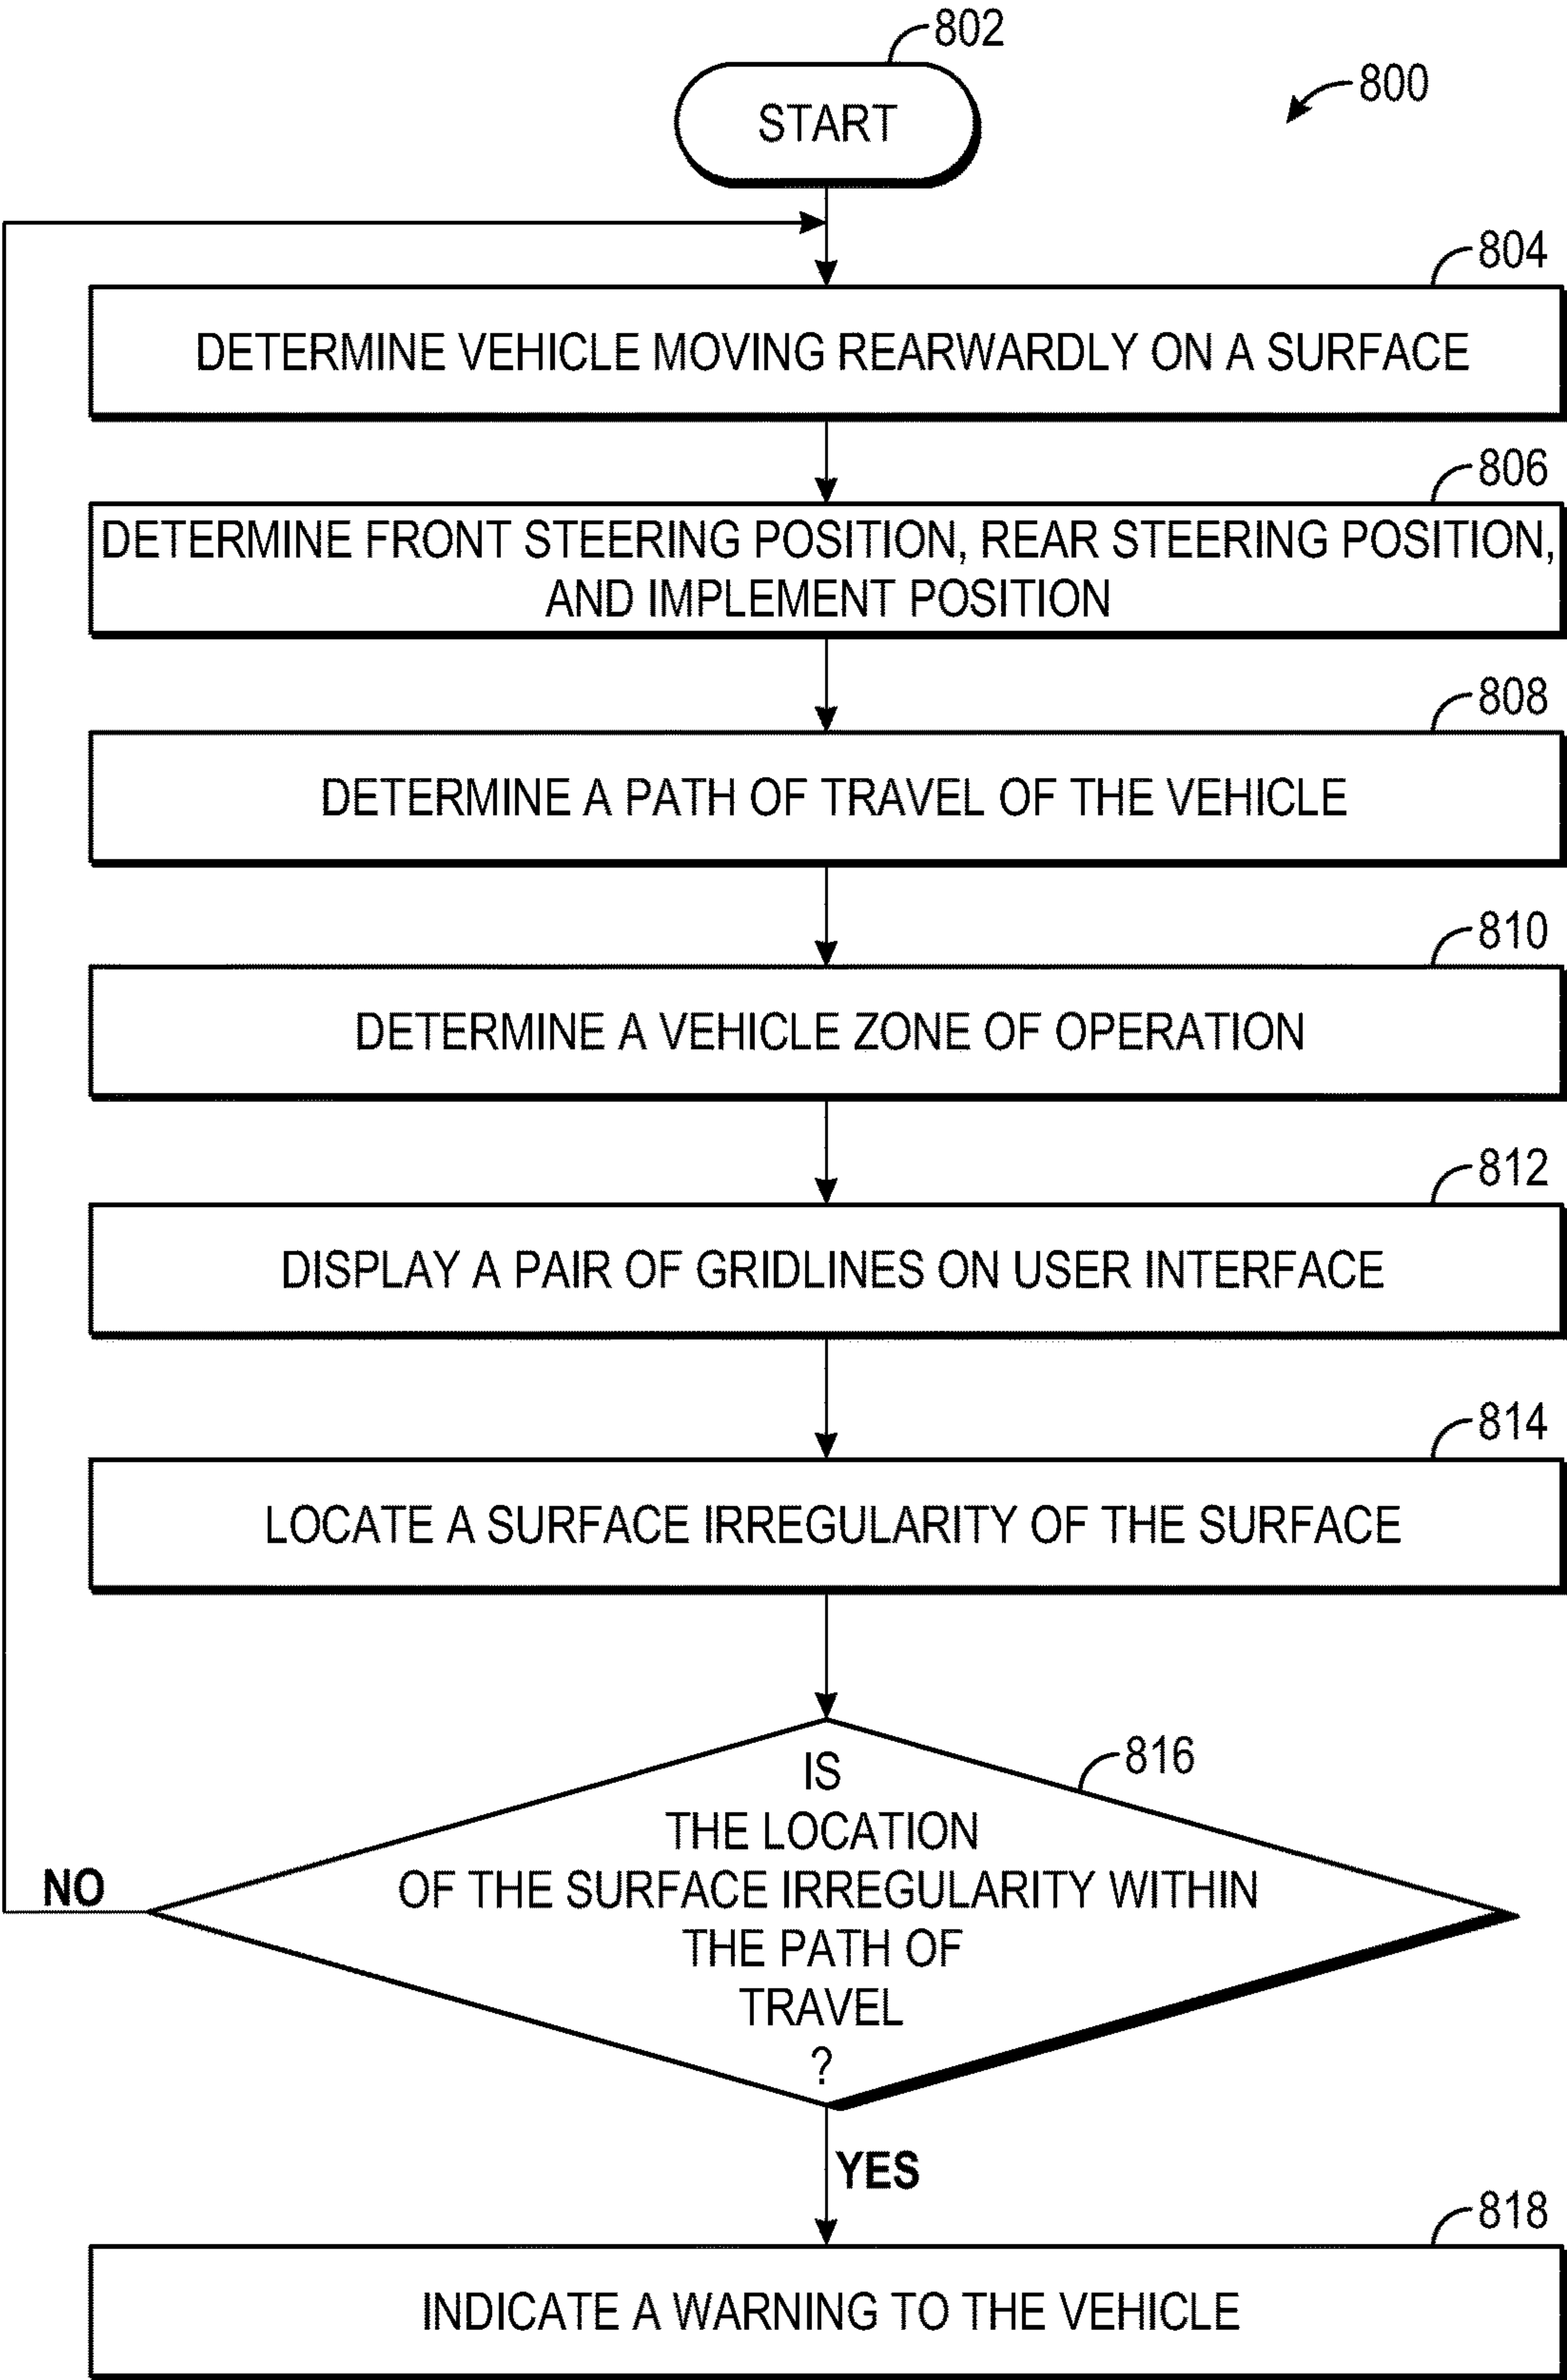 802
800
START
804
DETERMINE VEHICLE MOVING REARWARDLY ON A SURFACE
806
DETERMINE FRONT STEERING POSITION, REAR STEERING POSITION,
AND IMPLEMENT POSITION
808
DETERMINE A PATH OF TRAVEL OF THE VEHICLE
810
DETERMINE A VEHICLE ZONE OF OPERATION
812
DISPLAY A PAIR OF GRIDLINES ON USER INTERFACE
814
LOCATE A SURFACE IRREGULARITY OF THE SURFACE
816
IS
THE LOCATION
OF THE SURFACE IRREGULARITY WITHIN
THE PATH OF
TRAVEL
?
NO
YES
818
INDICATE A WARNING TO THE VEHICLE